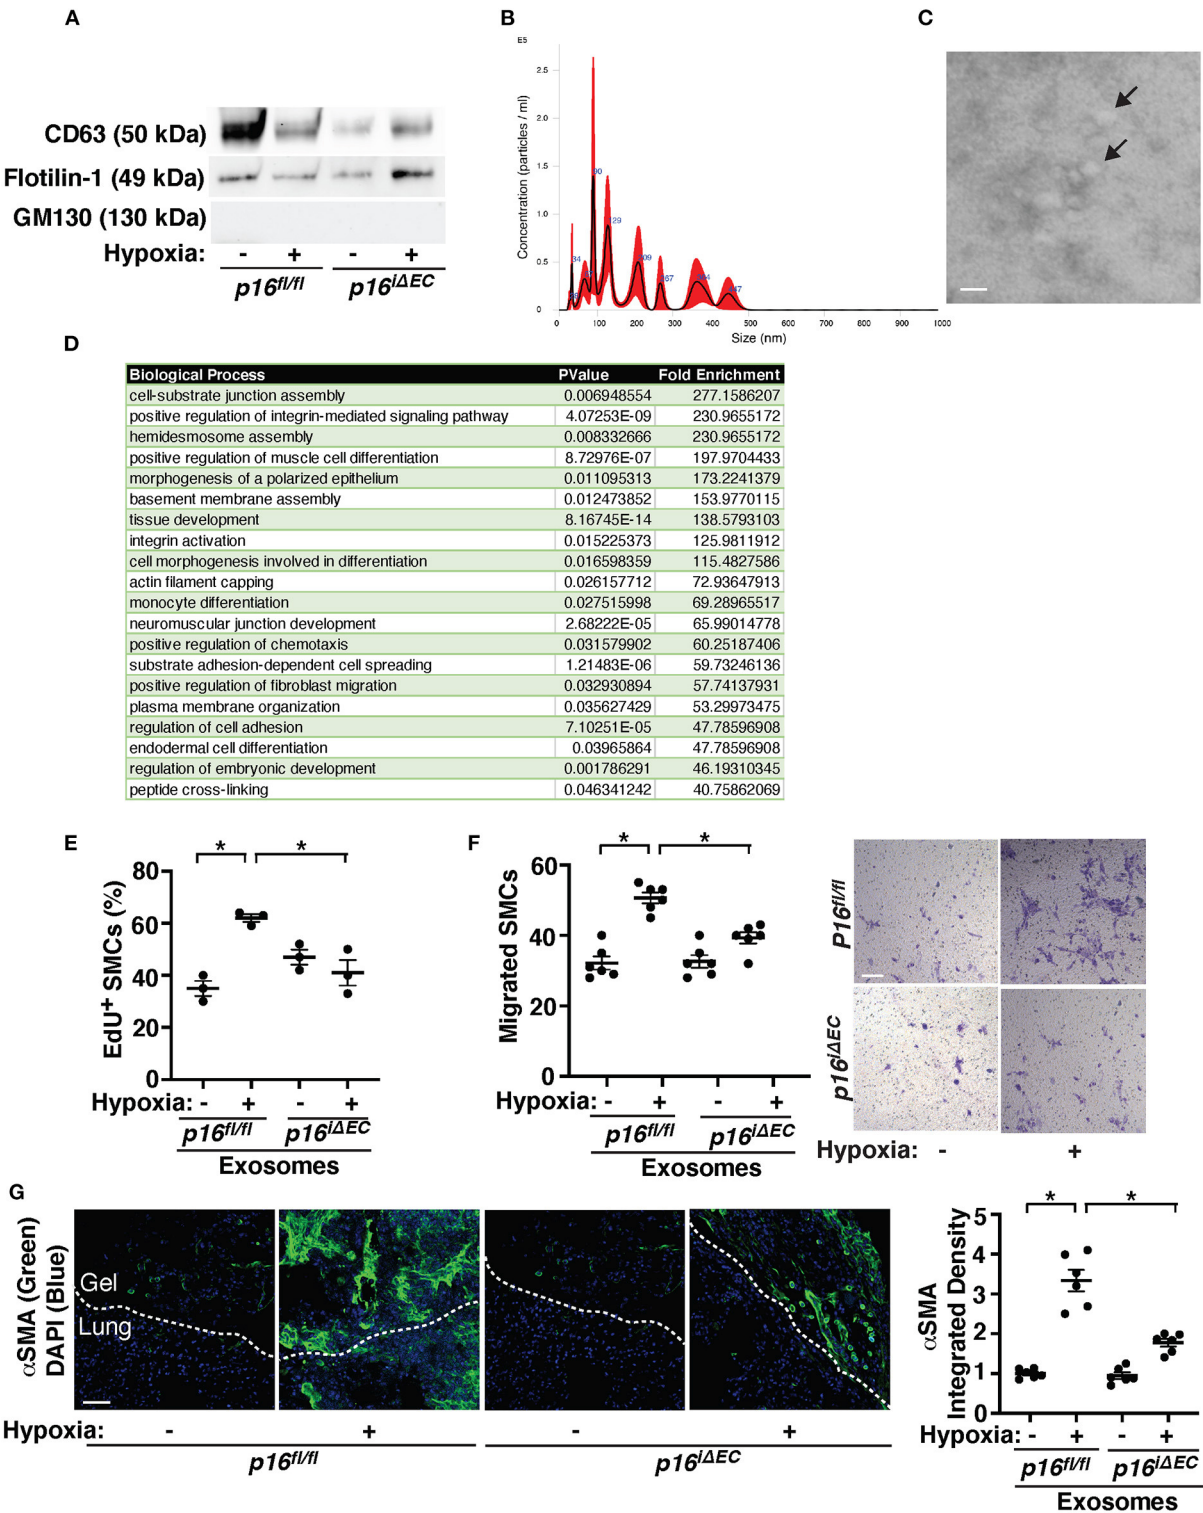 A
CD63 (50 kDa)
Flotilin-1 (49 kDa)
GM130 (130 kDa)
Hypoxia: - + - +
p16fl/fl p16iΔEC
B
E5
Concentration (particles / ml)
2.5
2.0
1.5
1.0
0.5
0
34
129
0 100 200 300 400 500 600 700 800 900 1000
Size (nm)
C
D
Biological Process PValue Fold Enrichment
cell-substrate junction assembly 0.006948554 277.1586207
positive regulation of integrin-mediated signaling pathway 4.07253E-09 230.9655172
hemidesmosome assembly 0.008332666 230.9655172
positive regulation of muscle cell differentiation 8.72976E-07 197.9704433
morphogenesis of a polarized epithelium 0.011095313 173.2241379
basement membrane assembly 0.012473852 153.9770115
tissue development 8.16745E-14 138.5793103
integrin activation 0.015225373 125.9811912
cell morphogenesis involved in differentiation 0.016598359 115.4827586
actin filament capping 0.026157712 72.93647913
monocyte differentiation 0.027515998 69.28965517
neuromuscular junction development 2.68222E-05 65.99014778
positive regulation of chemotaxis 0.031579902 60.25187406
substrate adhesion-dependent cell spreading 1.21483E-06 59.73246136
positive regulation of fibroblast migration 0.032930894 57.74137931
plasma membrane organization 0.035627429 53.29973475
regulation of cell adhesion 7.10251E-05 47.78596908
endodermal cell differentiation 0.03965864 47.78596908
regulation of embryonic development 0.001786291 46.19310345
peptide cross-linking 0.046341242 40.75862069
E
* *
EdU+ SMCs (%)
80
60
40
20
0
Hypoxia: - + - +
p16fl/fl p16iΔEC
Exosomes
F
* *
Migrated SMCs
60
40
20
0
Hypoxia: - + - +
p16fl/fl p16iΔEC
Exosomes
P16fl/fl
p16iΔEC
Hypoxia: - +
G
αSMA (Green)
DAPI (Blue)
Gel
Lung
Hypoxia: - + - +
p16fl/fl p16iΔEC
* *
αSMA
Integrated Density
5
4
3
2
1
0
Hypoxia: - + - +
p16fl/fl p16iΔEC
Exosomes